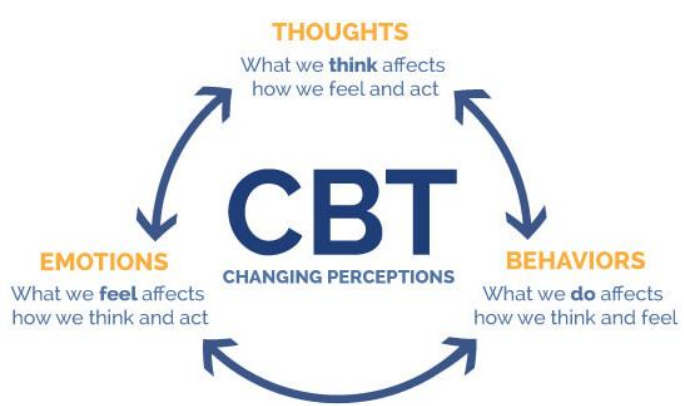 THOUGHTS
What we think affects
how we feel and act
CBT
CHANGING PERCEPTIONS
EMOTIONS
What we feel affects
how we think and act
BEHAVIORS
What we do affects
how we think and feel